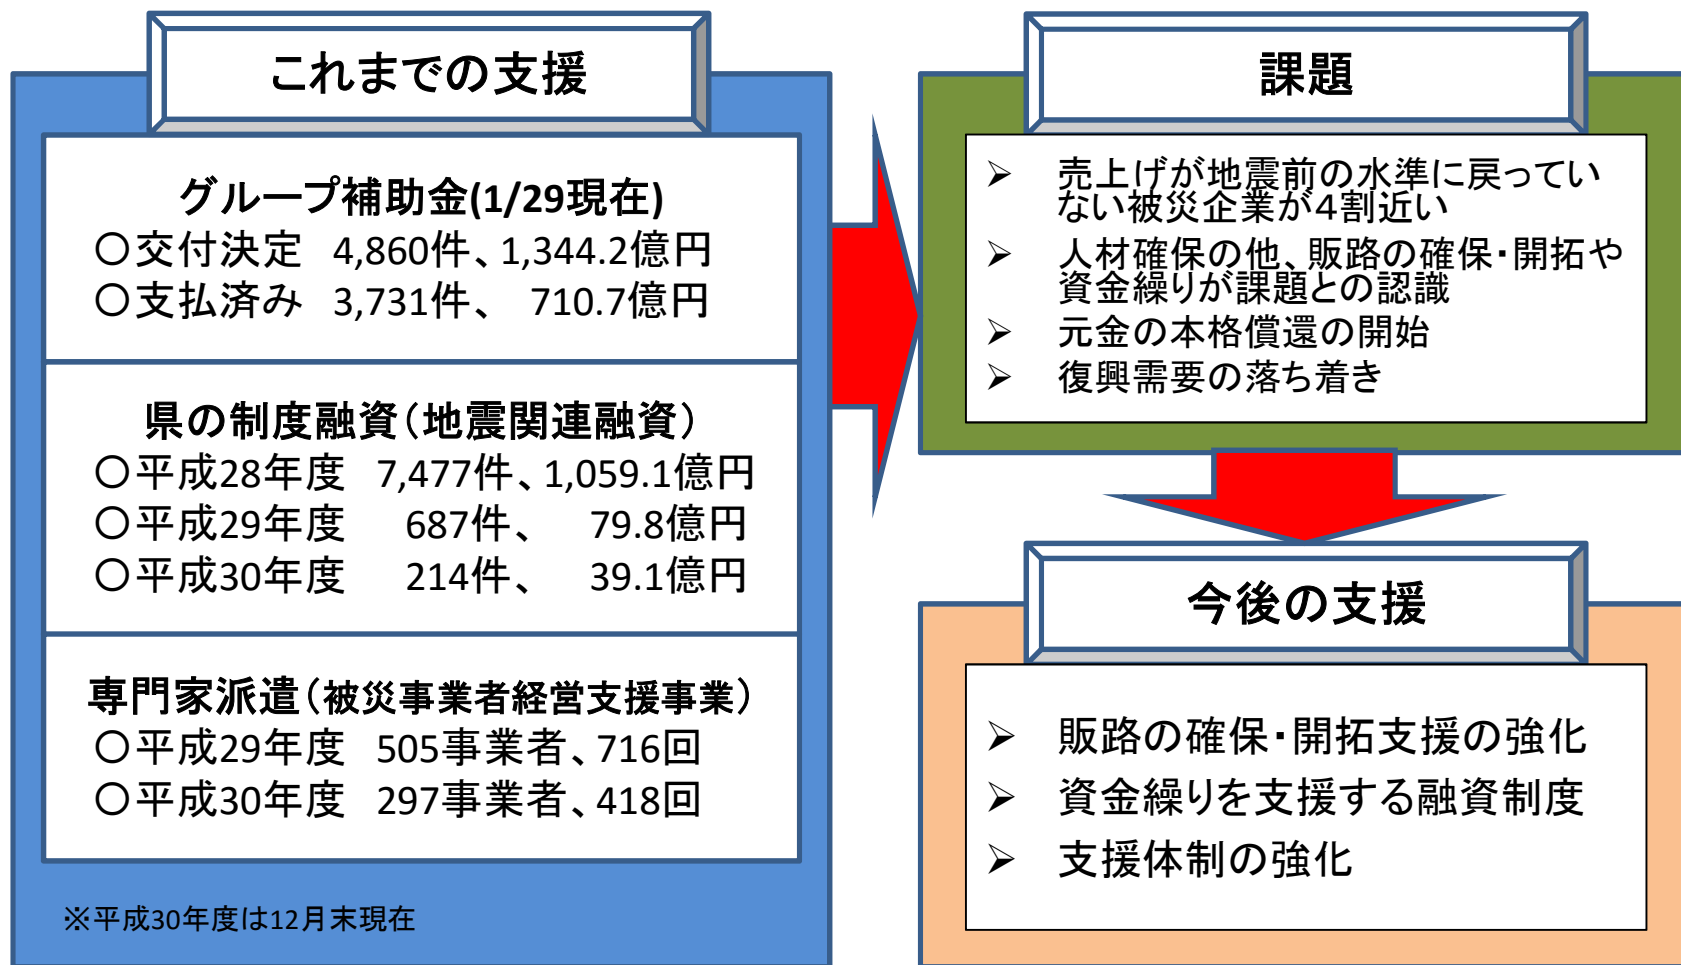 これまでの支援
グループ補助金(1/29現在)
○交付決定 4,860件、1,344.2億円
○支払済み 3,731件、 710.7億円
県の制度融資(地震関連融資)
○平成28年度 7,477件、1,059.1億円
○平成29年度 687件、 79.8億円
○平成30年度 214件、 39.1億円
専門家派遣(被災事業者経営支援事業)
○平成29年度 505事業者、716回
○平成30年度 297事業者、418回
※平成30年度は12月末現在
課題
➢ 売上げが地震前の水準に戻ってい
ない被災企業が4割近い
➢ 人材確保の他、販路の確保・開拓や
資金繰りが課題との認識
➢ 元金の本格償還の開始
➢ 復興需要の落ち着き
今後の支援
➢ 販路の確保・開拓支援の強化
➢ 資金繰りを支援する融資制度
➢ 支援体制の強化